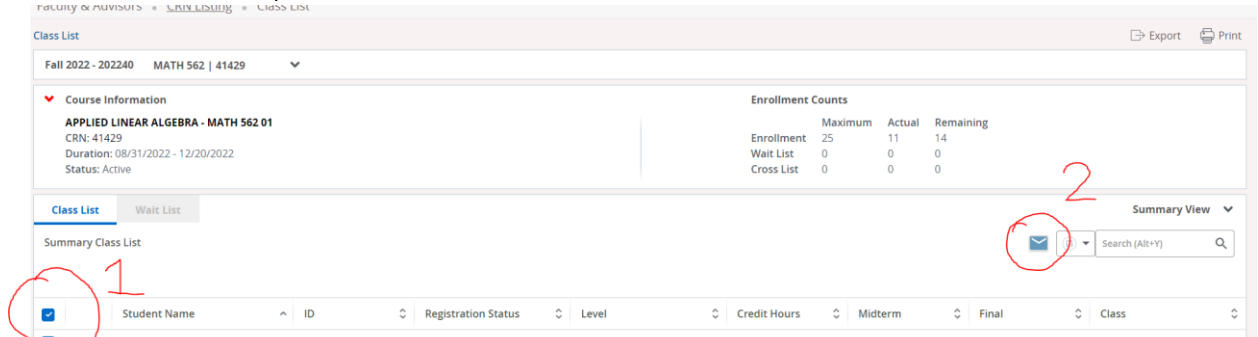 Faculty & Advisors • CRN Listing • Class List
Class List Export Print
Fall 2022 - 202240 MATH 562 | 41429
Course Information Enrollment Counts
APPLIED LINEAR ALGEBRA - MATH 562 01 Maximum Actual Remaining
CRN: 41429 Enrollment 25 11 14
Duration: 08/31/2022 - 12/20/2022 Wait List 0 0 0
Status: Active Cross List 0 0 0
2
Class List Wait List Summary View
Summary Class List Search (Alt+Y)
1
Student Name ID Registration Status Level Credit Hours Midterm Final Class